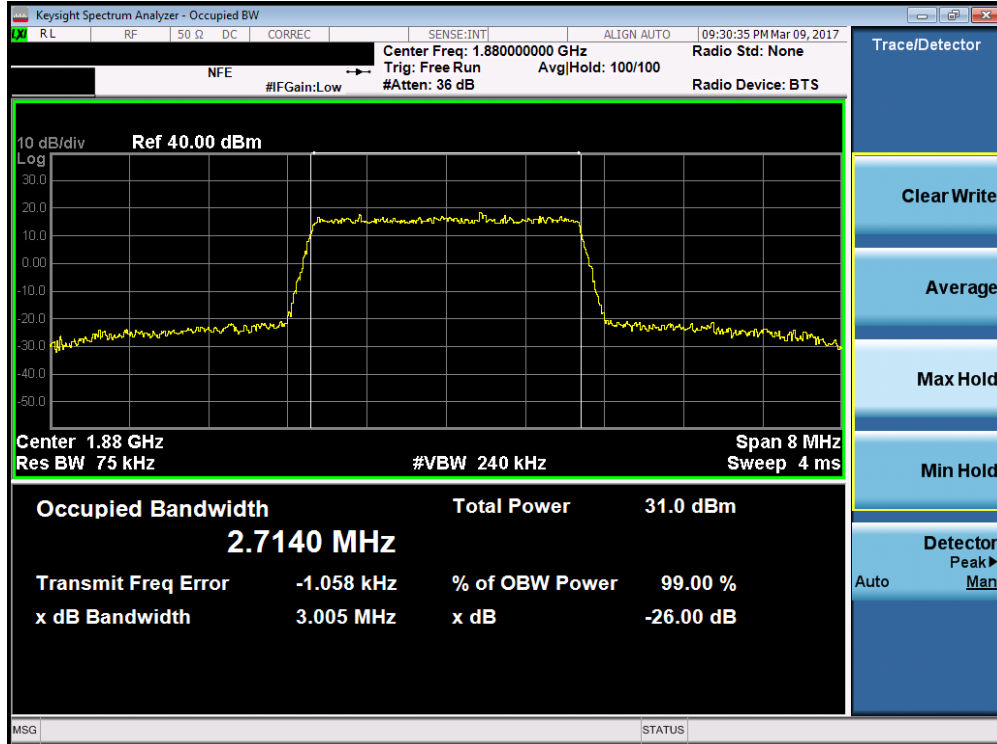 Keysight Spectrum Analyzer - Occupied BW
LXI RL RF 50 Ω DC CORREC SENSE:INT ALIGN AUTO 09:30:35 PM Mar 09, 2017
Center Freq: 1.880000000 GHz Radio Std: None
NFE Trig: Free Run Avg|Hold: 100/100
#IFGain:Low #Atten: 36 dB Radio Device: BTS
10 dB/div Ref 40.00 dBm
Log
30.0
20.0
10.0
0.00
-10.0
-20.0
-30.0
-40.0
-50.0
Center 1.88 GHz Span 8 MHz
Res BW 75 kHz #VBW 240 kHz Sweep 4 ms
Occupied Bandwidth Total Power 31.0 dBm
2.7140 MHz
Transmit Freq Error -1.058 kHz % of OBW Power 99.00 %
x dB Bandwidth 3.005 MHz x dB -26.00 dB
MSG STATUS
Trace/Detector
Clear Write
Average
Max Hold
Min Hold
Detector
Peak▶
Auto Man